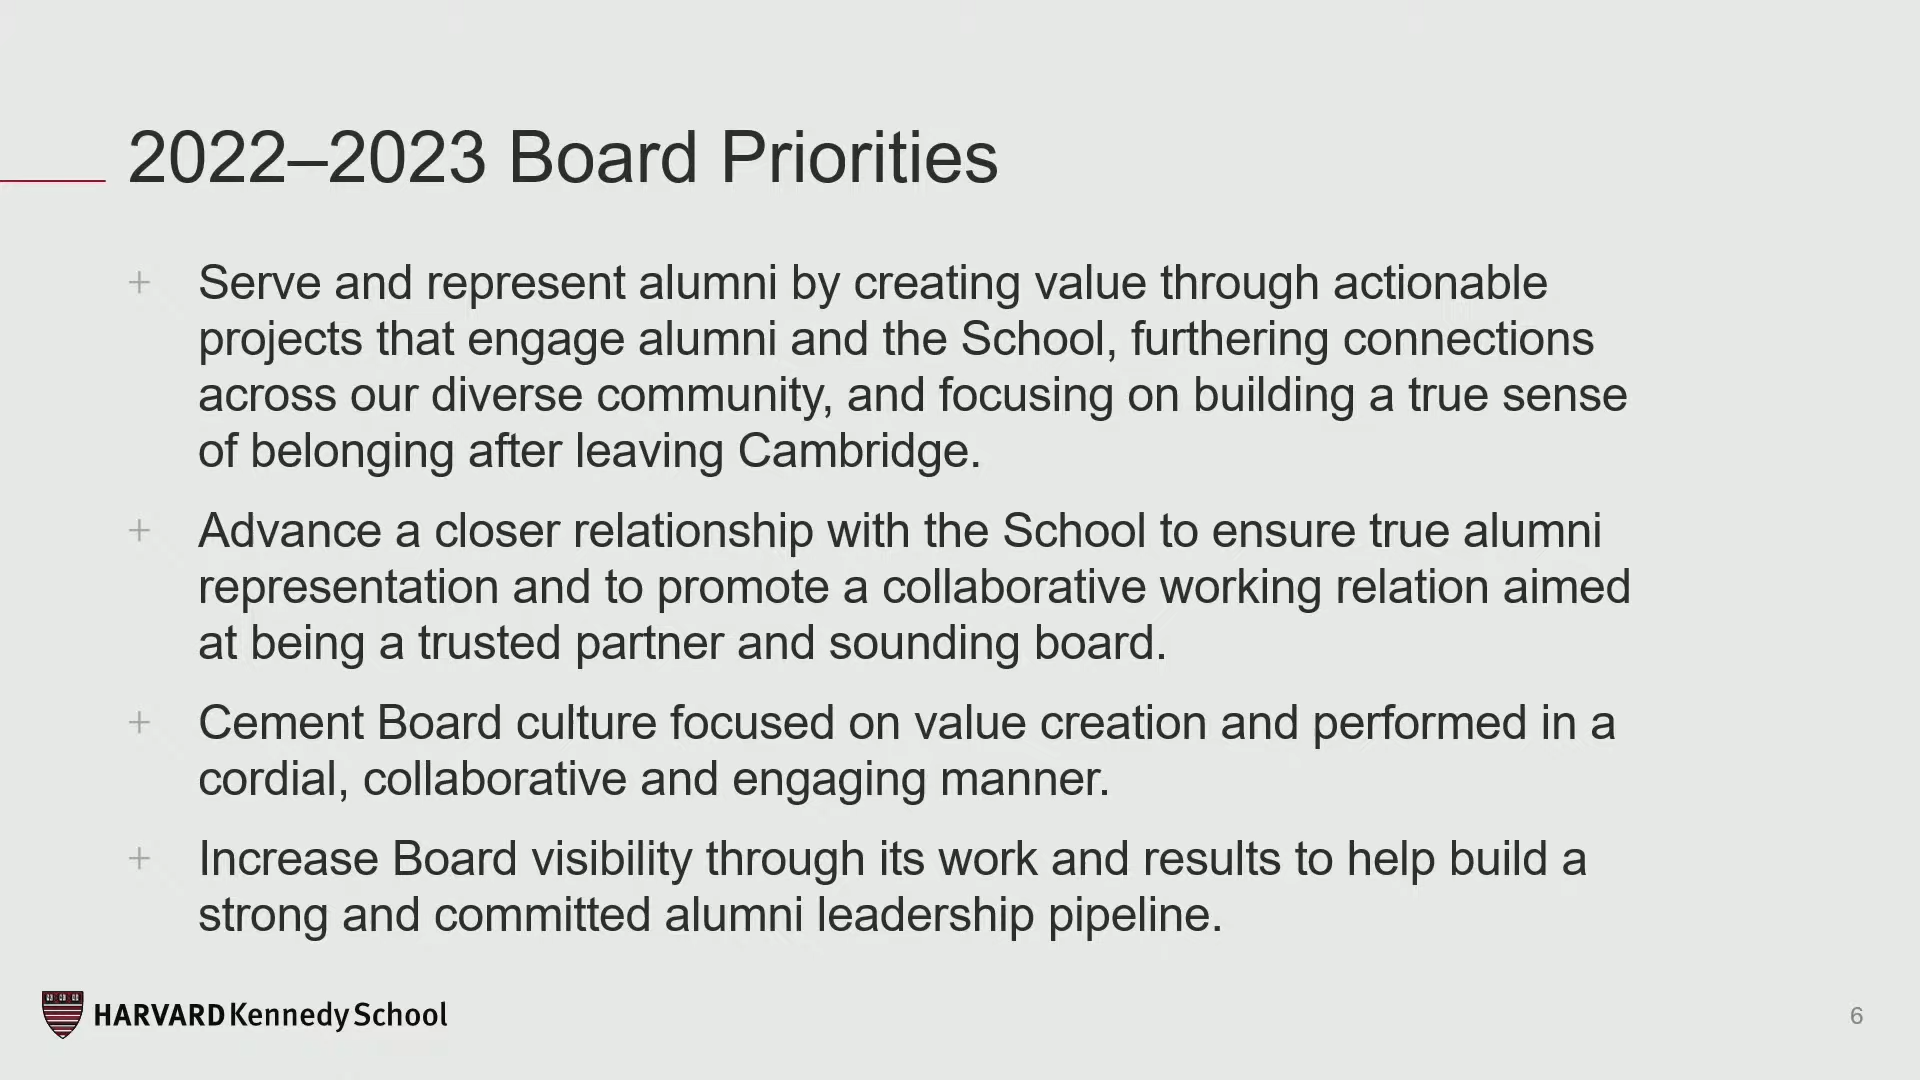 2022–2023 Board Priorities
+ Serve and represent alumni by creating value through actionable
projects that engage alumni and the School, furthering connections
across our diverse community, and focusing on building a true sense
of belonging after leaving Cambridge.
+ Advance a closer relationship with the School to ensure true alumni
representation and to promote a collaborative working relation aimed
at being a trusted partner and sounding board.
+ Cement Board culture focused on value creation and performed in a
cordial, collaborative and engaging manner.
+ Increase Board visibility through its work and results to help build a
strong and committed alumni leadership pipeline.
HARVARD Kennedy School
6